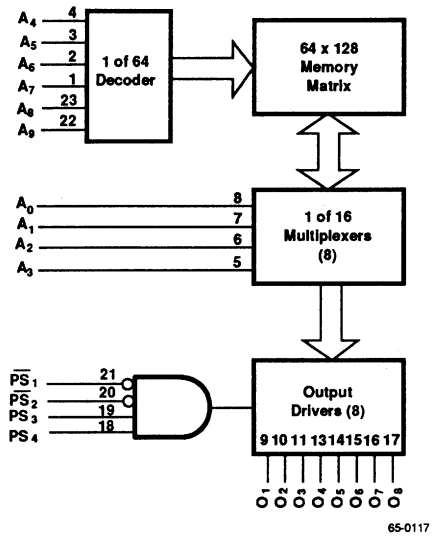 A4 4
A5 3
A6 2
A7 1
A8 23
A9 22
1 of 64
Decoder
64 x 128
Memory
Matrix
A0 8
A1 7
A2 6
A3 5
1 of 16
Multiplexers
(8)
P̅S̅1 21
P̅S̅2 20
PS3 19
PS4 18
Output
Drivers (8)
9 10 11 13 14 15 16 17
O1 O2 O3 O4 O5 O6 O7 O8
65-0117